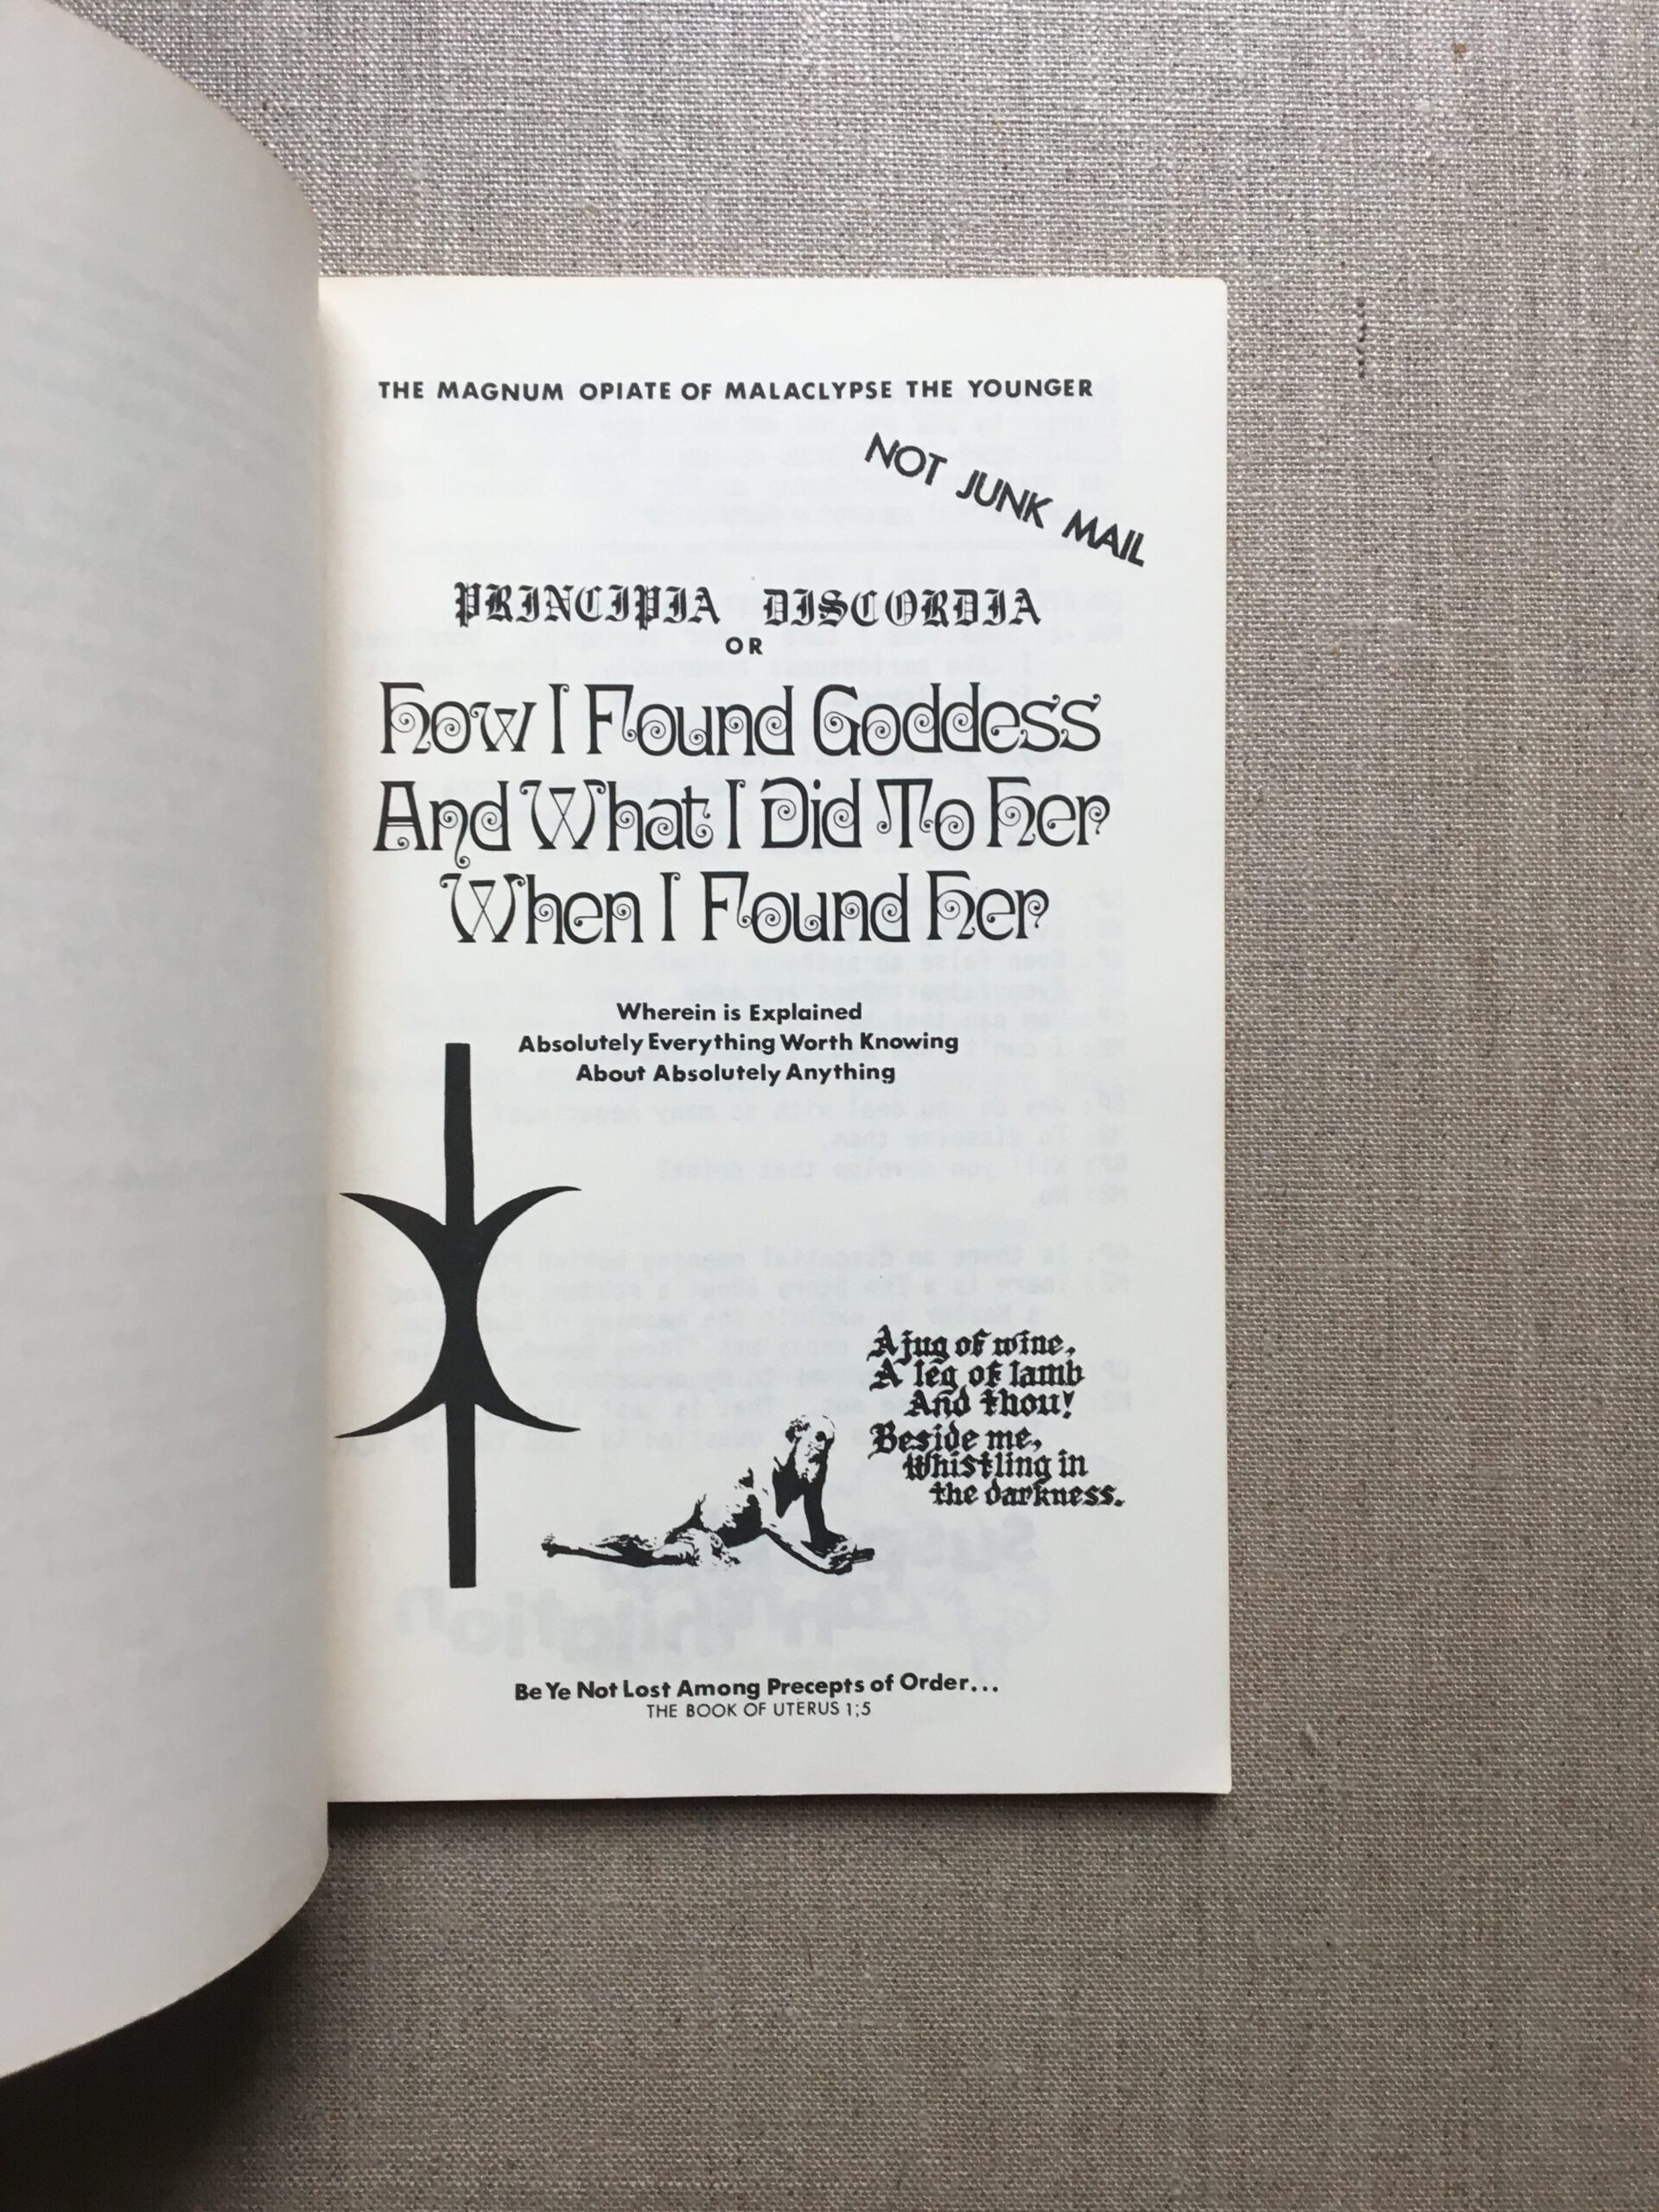 THE MAGNUM OPIATE OF MALACLYPSE THE YOUNGER
NOT JUNK MAIL
PRINCIPIA DISCORDIA
OR
How I Found Goddess
And What I Did To Her
When I Found Her
Wherein is Explained
Absolutely Everything Worth Knowing
About Absolutely Anything
A jug of wine,
A leg of lamb
And thou!
Beside me,
Whistling in
the darkness.
Be Ye Not Lost Among Precepts of Order...
THE BOOK OF UTERUS 1;5